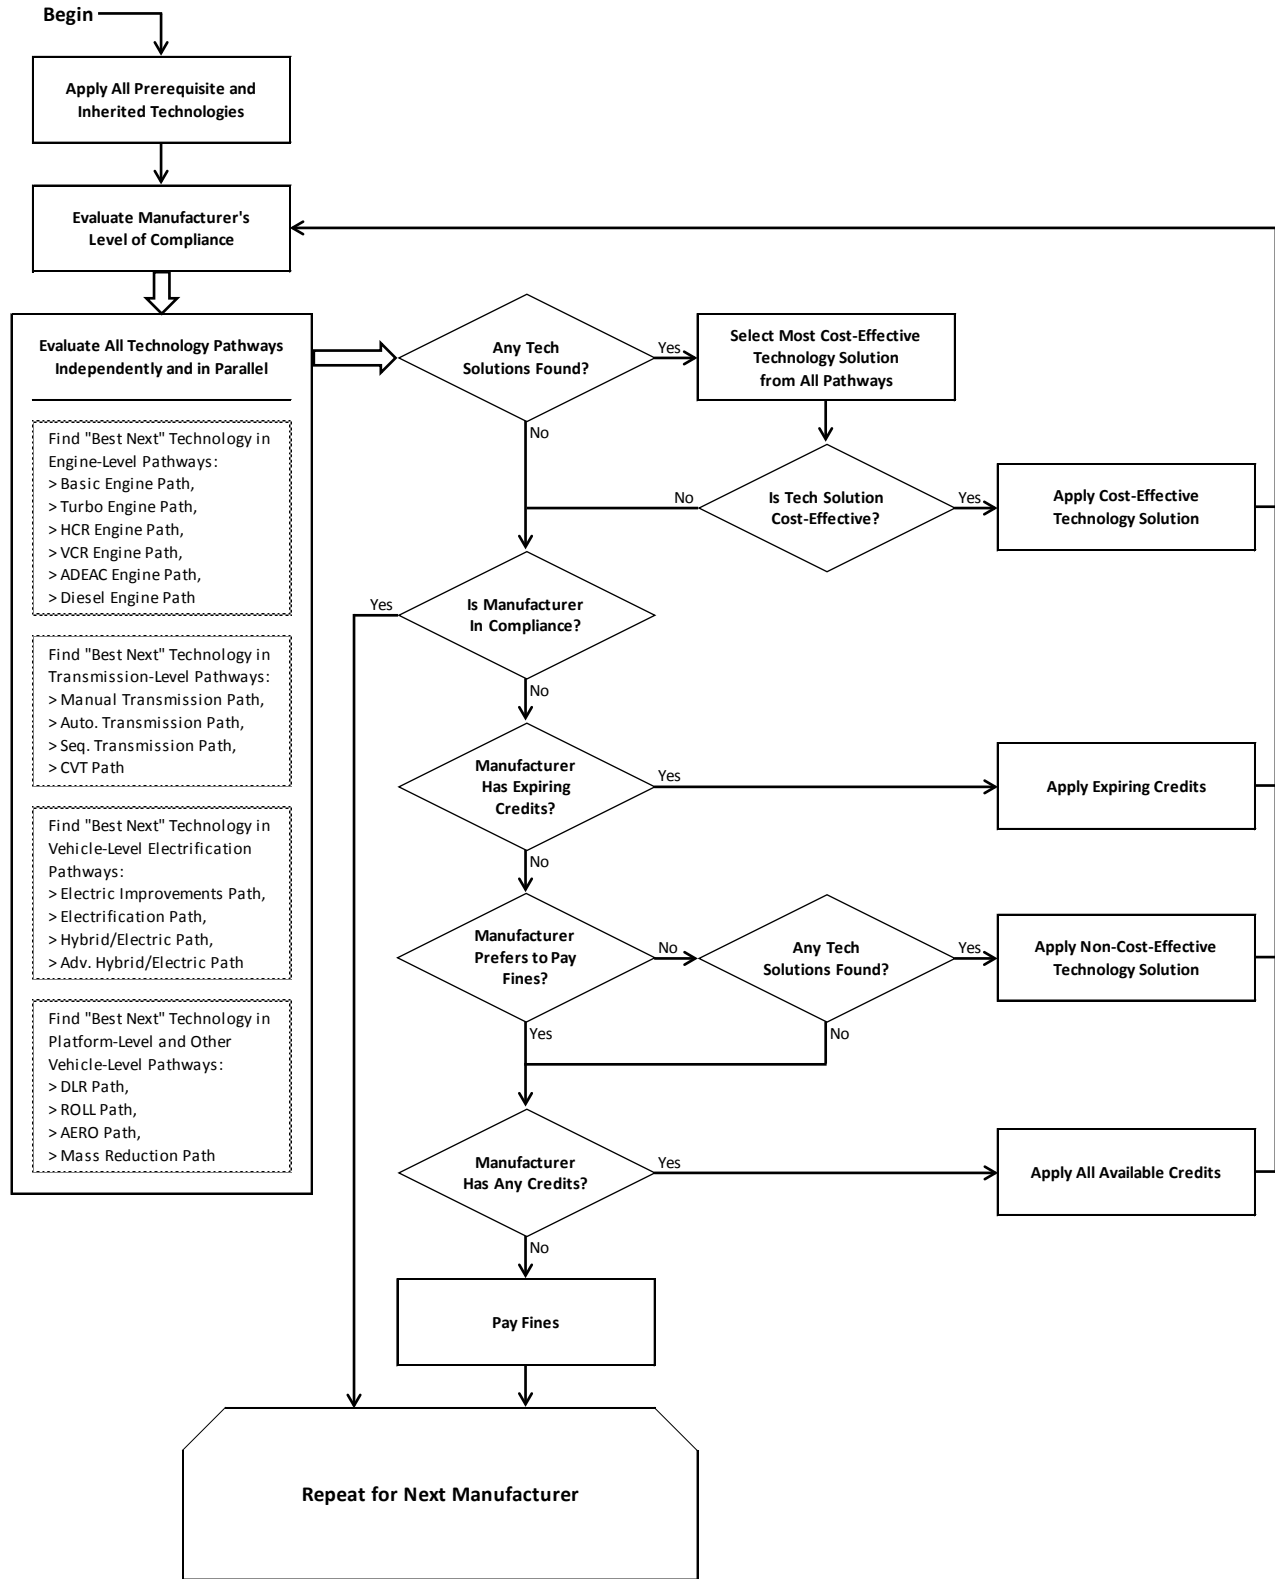 Begin
Apply All Prerequisite and
Inherited Technologies
Evaluate Manufacturer's
Level of Compliance
Evaluate All Technology Pathways
Independently and in Parallel
Find "Best Next" Technology in
Engine-Level Pathways:
> Basic Engine Path,
> Turbo Engine Path,
> HCR Engine Path,
> VCR Engine Path,
> ADEAC Engine Path,
> Diesel Engine Path
Find "Best Next" Technology in
Transmission-Level Pathways:
> Manual Transmission Path,
> Auto. Transmission Path,
> Seq. Transmission Path,
> CVT Path
Find "Best Next" Technology in
Vehicle-Level Electrification
Pathways:
> Electric Improvements Path,
> Electrification Path,
> Hybrid/Electric Path,
> Adv. Hybrid/Electric Path
Find "Best Next" Technology in
Platform-Level and Other
Vehicle-Level Pathways:
> DLR Path,
> ROLL Path,
> AERO Path,
> Mass Reduction Path
Any Tech
Solutions Found?
Yes
No
Select Most Cost-Effective
Technology Solution
from All Pathways
Is Tech Solution
Cost-Effective?
No
Yes
Apply Cost-Effective
Technology Solution
Is Manufacturer
In Compliance?
Yes
No
Manufacturer
Has Expiring
Credits?
Yes
No
Apply Expiring Credits
Manufacturer
Prefers to Pay
Fines?
No
Yes
Any Tech
Solutions Found?
Yes
No
Apply Non-Cost-Effective
Technology Solution
Manufacturer
Has Any Credits?
Yes
No
Apply All Available Credits
Pay Fines
Repeat for Next Manufacturer